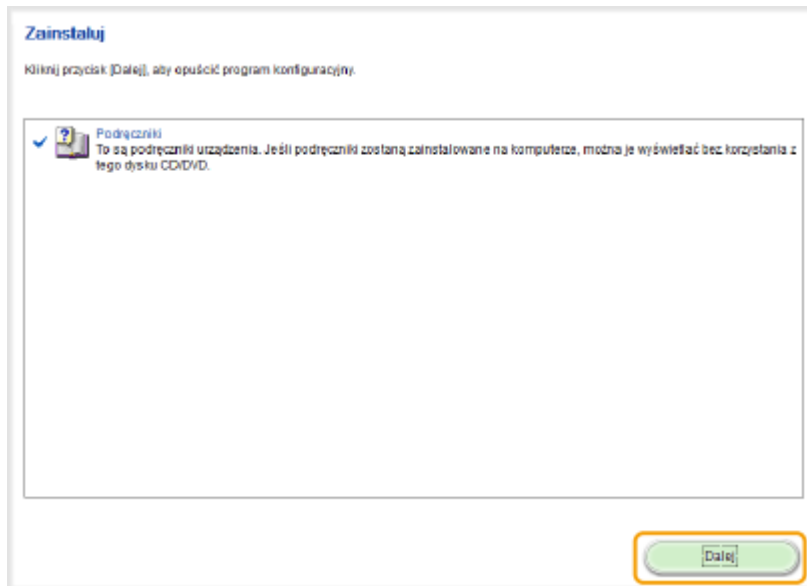 Zainstaluj
Kliknij przycisk [Dalej], aby opuścić program konfiguracyjny.
Podręczniki
To są podręczniki urządzenia. Jeśli podręczniki zostaną zainstalowane na komputerze, można je wyświetlać bez korzystania z
tego dysku CD/DVD.
Dalej